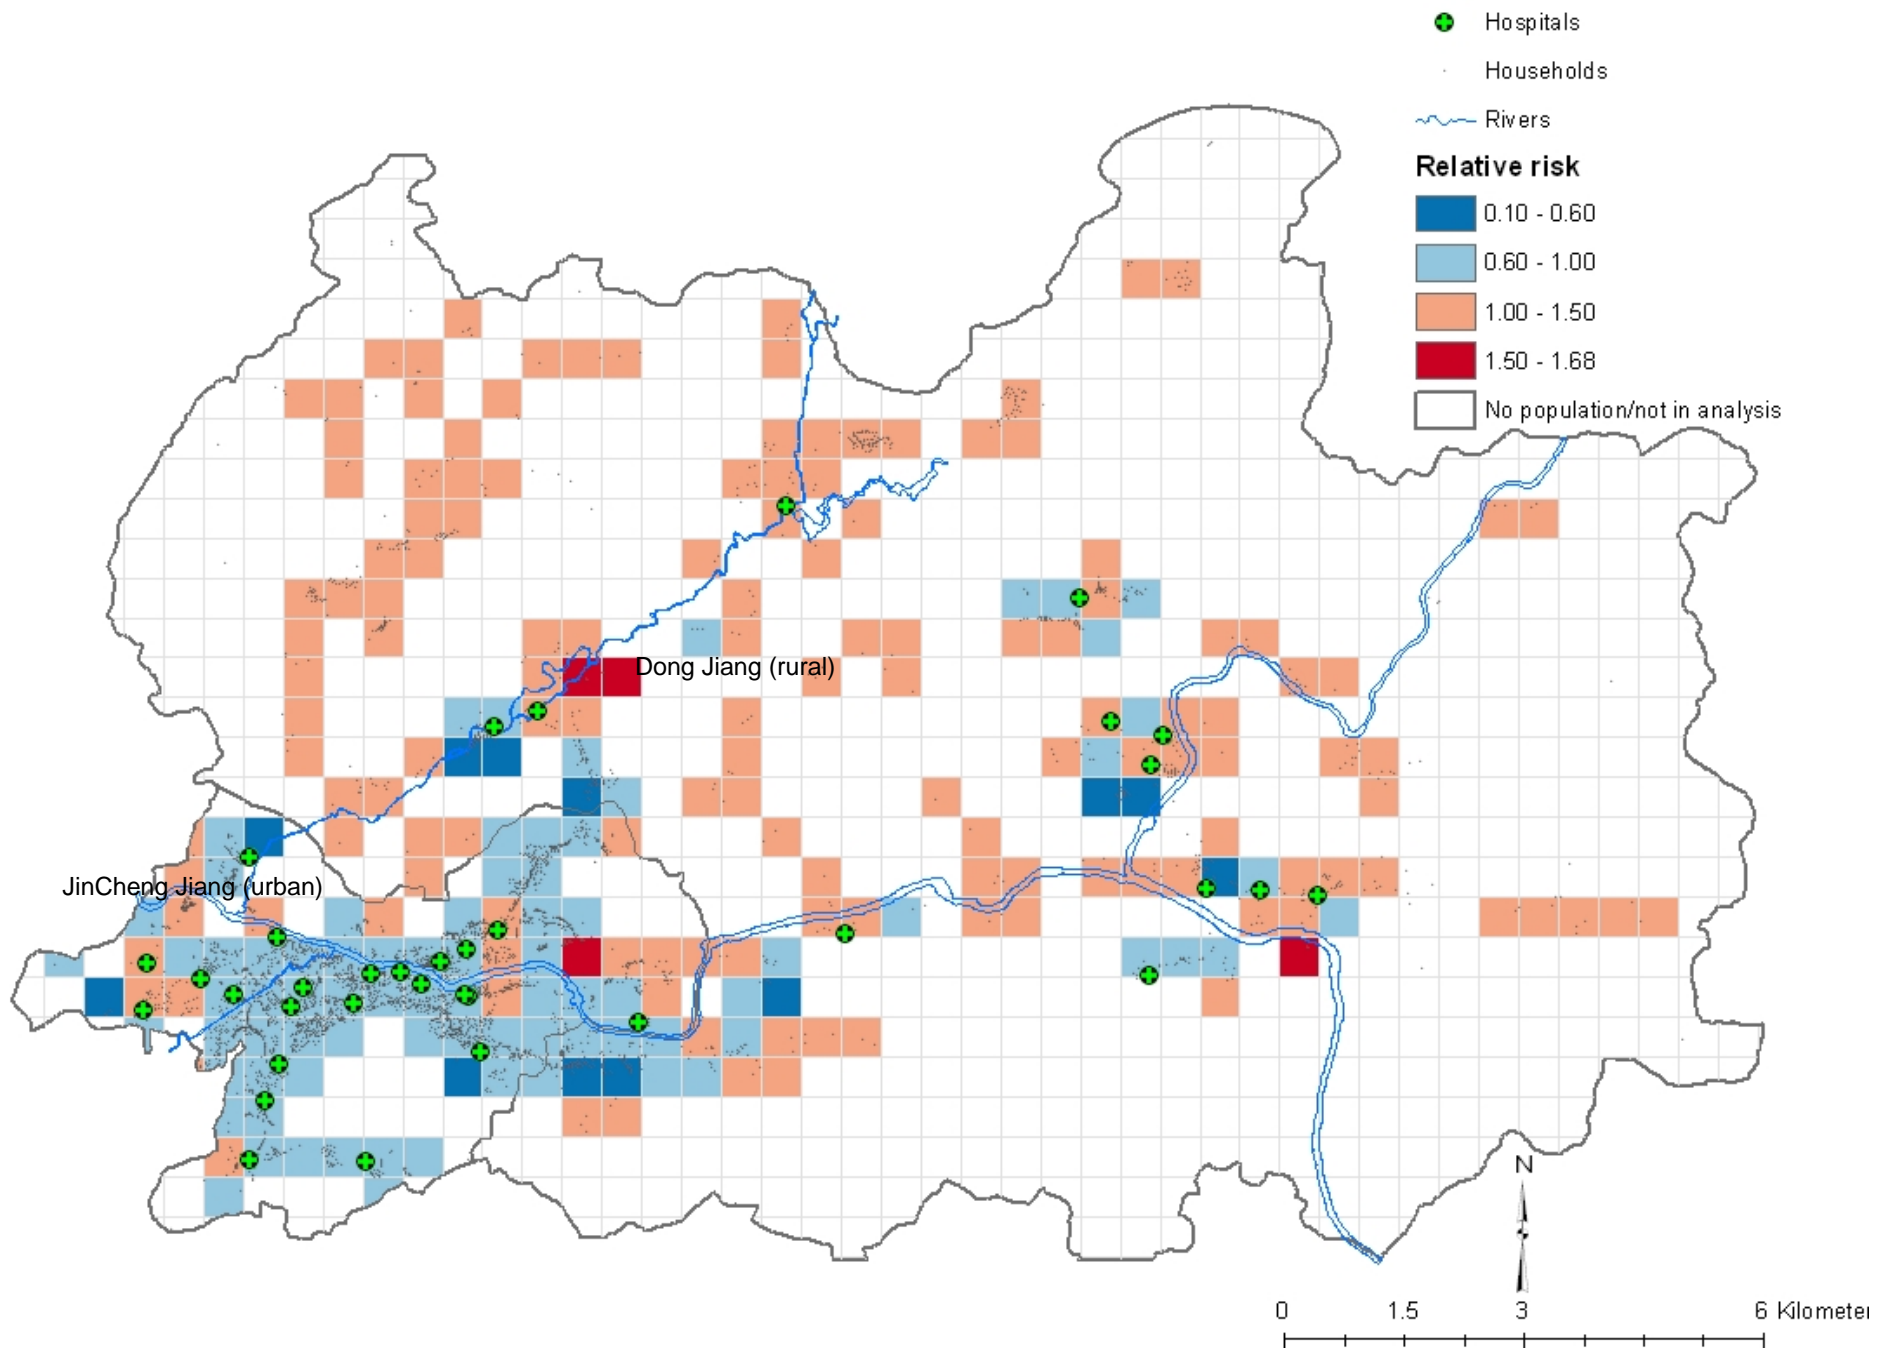 Hospitals
Households
Rivers
Relative risk
0.10 - 0.60
0.60 - 1.00
1.00 - 1.50
1.50 - 1.68
No population/not in analysis
Dong Jiang (rural)
JinCheng Jiang (urban)
N
0 1.5 3 6 Kilometer